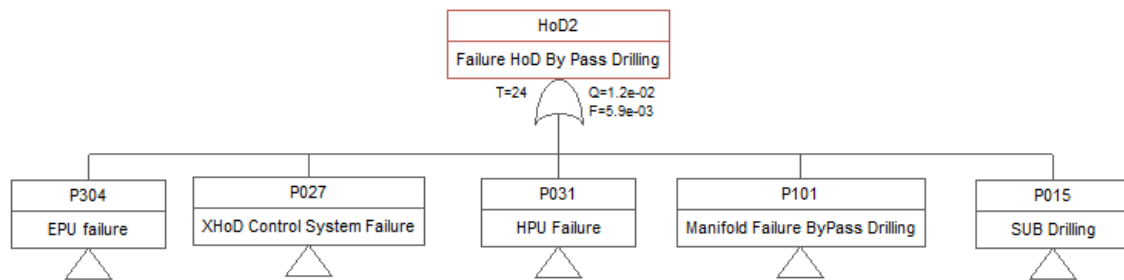 HoD2
Failure HoD By Pass Drilling
T=24
Q=1.2e-02
F=5.9e-03
P304
EPU failure
P027
XHoD Control System Failure
P031
HPU Failure
P101
Manifold Failure ByPass Drilling
P015
SUB Drilling